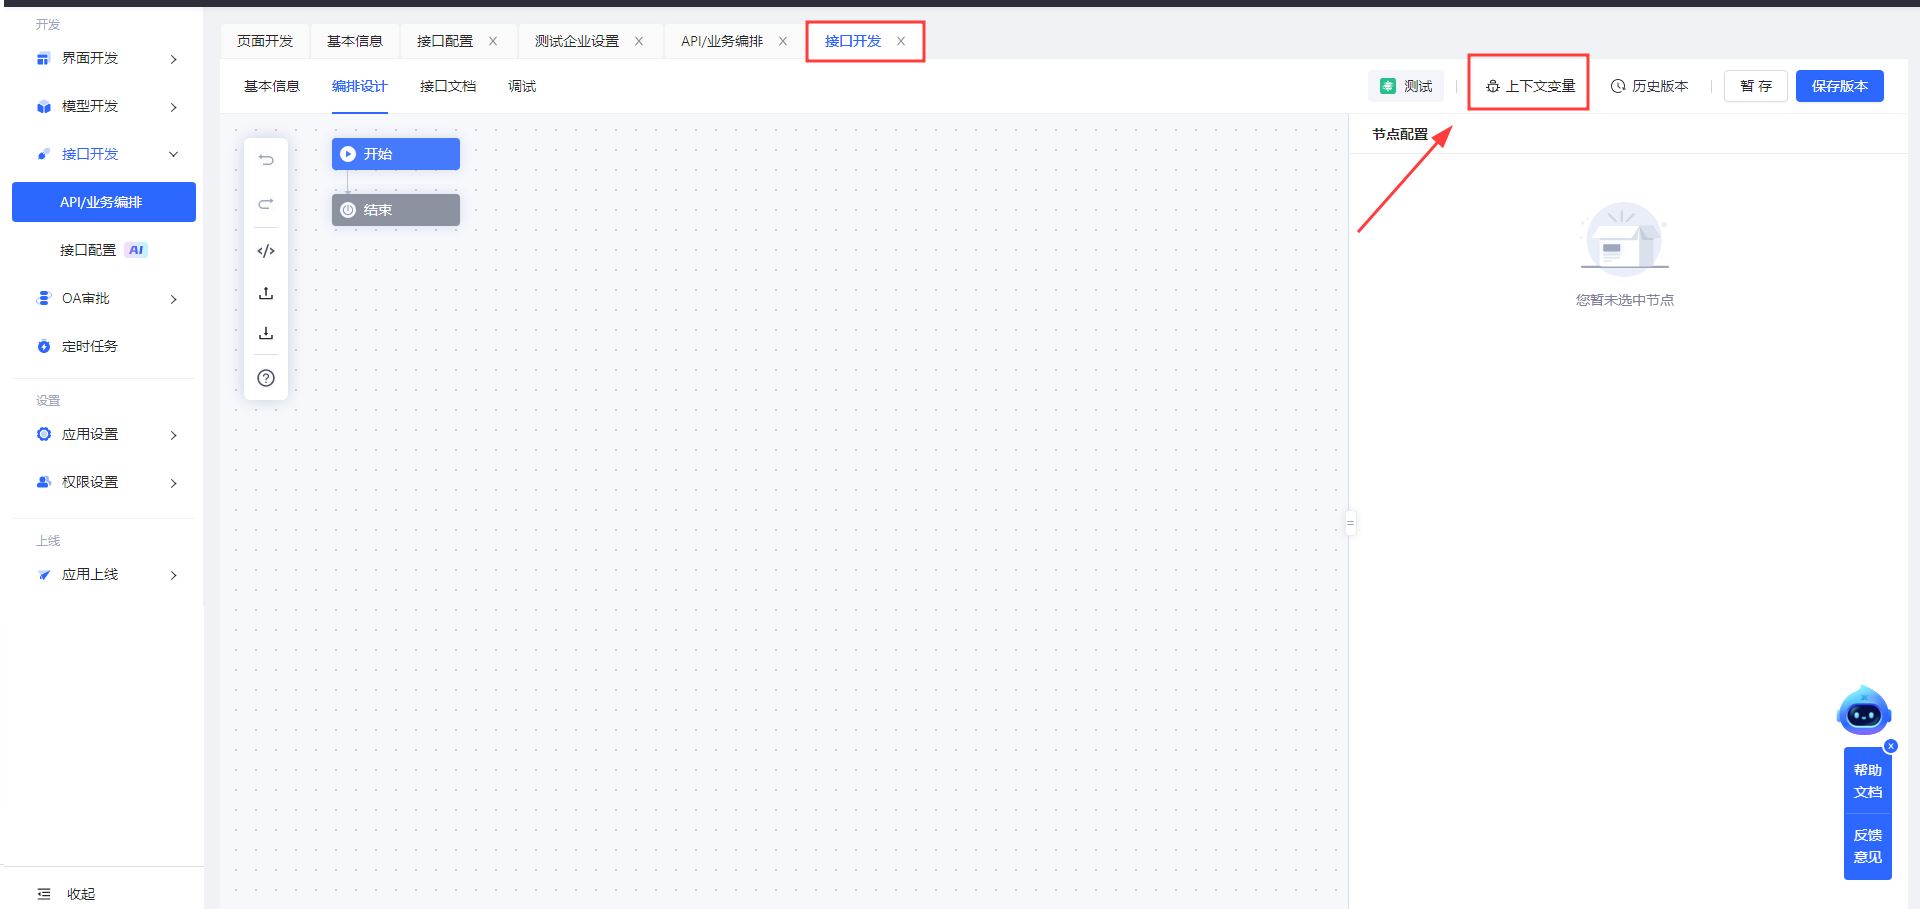 开发
界面开发
模型开发
接口开发
API/业务编排
接口配置 AI
OA审批
定时任务
设置
应用设置
权限设置
上线
应用上线
收起
页面开发
基本信息
接口配置
测试企业设置
API/业务编排
接口开发
基本信息
编排设计
接口文档
调试
测试
上下文变量
历史版本
暂 存
保存版本
开始
结束
节点配置
您暂未选中节点
帮助
文档
反馈
意见